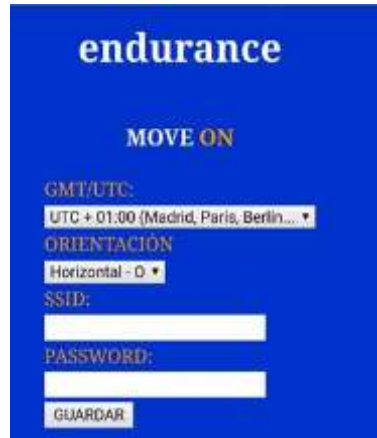 endurance
MOVE ON
GMT/UTC:
UTC + 01:00 (Madrid, Paris, Berlin...
ORIENTACIÓN
Horizontal - 0
SSID:
PASSWORD:
GUARDAR